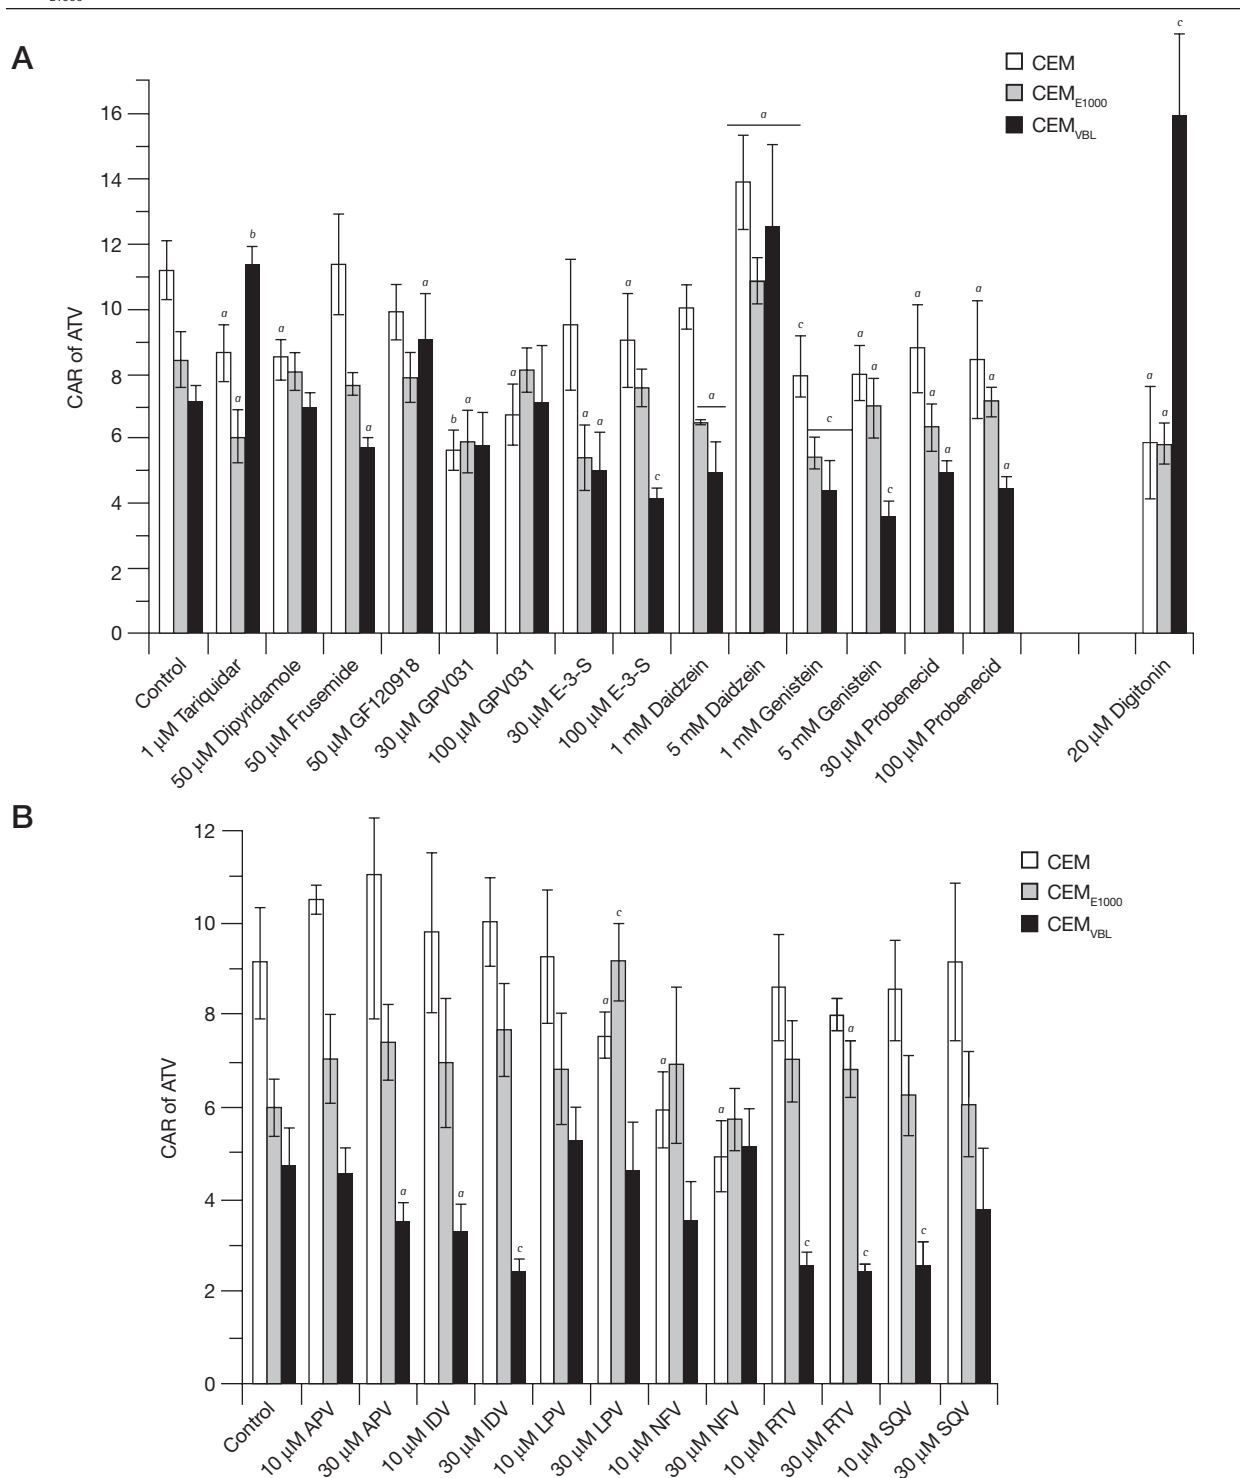 A
CEM
CEM E1000
CEM VBL
CAR of ATV
16
14
12
10
8
6
4
2
0
a
b
a
a
a
b
a
a
a
a
a
c
a
a
c
c
a
a
c
a
a
a
a
a
a
a
a
c
Control
1 µM Tariquidar
50 µM Dipyridamole
50 µM Frusemide
50 µM GF120918
30 µM GPV031
100 µM GPV031
30 µM E-3-S
100 µM E-3-S
1 mM Daidzein
5 mM Daidzein
1 mM Genistein
5 mM Genistein
30 µM Probenecid
100 µM Probenecid
20 µM Digitonin
B
CEM
CEM E1000
CEM VBL
CAR of ATV
12
10
8
6
4
2
0
a
a
c
a
c
a
a
c
a
c
c
Control
10 µM APV
30 µM APV
10 µM IDV
30 µM IDV
10 µM LPV
30 µM LPV
10 µM NFV
30 µM NFV
10 µM RTV
30 µM RTV
10 µM SQV
30 µM SQV